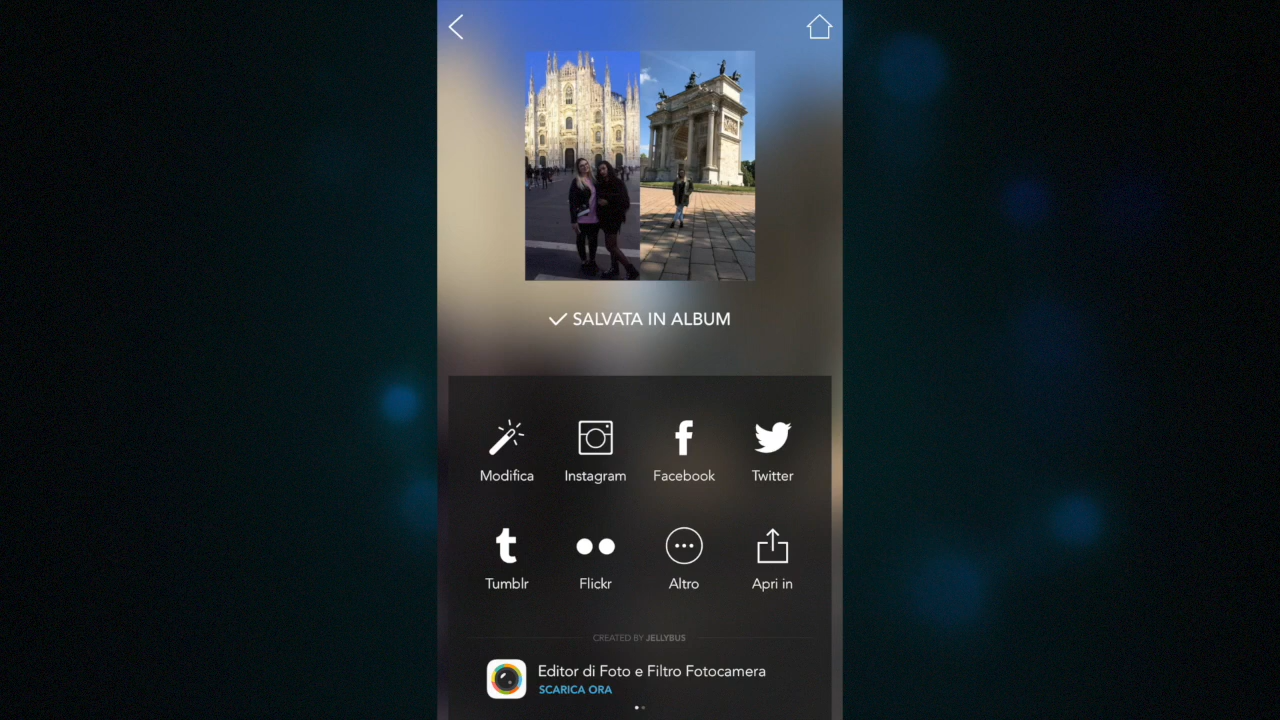 SALVATA IN ALBUM
Modifica
Instagram
Facebook
Twitter
Tumblr
Flickr
Altro
Apri in
CREATED BY JELLYBUS
Editor di Foto e Filtro Fotocamera
SCARICA ORA